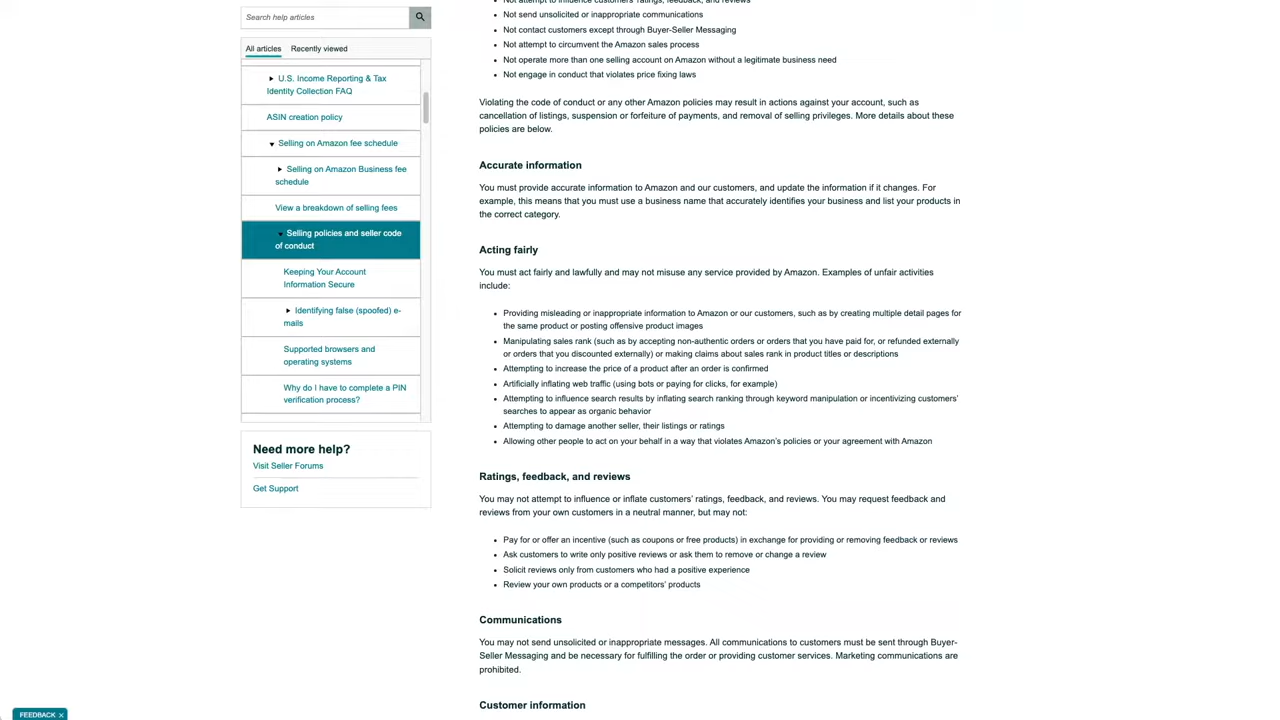 Search help articles
All articles Recently viewed
U.S. Income Reporting & Tax
Identity Collection FAQ
ASIN creation policy
Selling on Amazon fee schedule
Selling on Amazon Business fee
schedule
View a breakdown of selling fees
Selling policies and seller code
of conduct
Keeping Your Account
Information Secure
Identifying false (spoofed) e-
mails
Supported browsers and
operating systems
Why do I have to complete a PIN
verification process?
Need more help?
Visit Seller Forums
Get Support
Not attempt to influence customers' ratings, feedback, and reviews
Not send unsolicited or inappropriate communications
Not contact customers except through Buyer-Seller Messaging
Not attempt to circumvent the Amazon sales process
Not operate more than one selling account on Amazon without a legitimate business need
Not engage in conduct that violates price fixing laws
Violating the code of conduct or any other Amazon policies may result in actions against your account, such as
cancellation of listings, suspension or forfeiture of payments, and removal of selling privileges. More details about these
policies are below.
Accurate information
You must provide accurate information to Amazon and our customers, and update the information if it changes. For
example, this means that you must use a business name that accurately identifies your business and list your products in
the correct category.
Acting fairly
You must act fairly and lawfully and may not misuse any service provided by Amazon. Examples of unfair activities
include:
Providing misleading or inappropriate information to Amazon or our customers, such as by creating multiple detail pages for
the same product or posting offensive product images
Manipulating sales rank (such as by accepting non-authentic orders or orders that you have paid for, or refunded externally
or orders that you discounted externally) or making claims about sales rank in product titles or descriptions
Attempting to increase the price of a product after an order is confirmed
Artificially inflating web traffic (using bots or paying for clicks, for example)
Attempting to influence search results by inflating search ranking through keyword manipulation or incentivizing customers'
searches to appear as organic behavior
Attempting to damage another seller, their listings or ratings
Allowing other people to act on your behalf in a way that violates Amazon's policies or your agreement with Amazon
Ratings, feedback, and reviews
You may not attempt to influence or inflate customers' ratings, feedback, and reviews. You may request feedback and
reviews from your own customers in a neutral manner, but may not:
Pay for or offer an incentive (such as coupons or free products) in exchange for providing or removing feedback or reviews
Ask customers to write only positive reviews or ask them to remove or change a review
Solicit reviews only from customers who had a positive experience
Review your own products or a competitors' products
Communications
You may not send unsolicited or inappropriate messages. All communications to customers must be sent through Buyer-
Seller Messaging and be necessary for fulfilling the order or providing customer services. Marketing communications are
prohibited.
Customer information
FEEDBACK